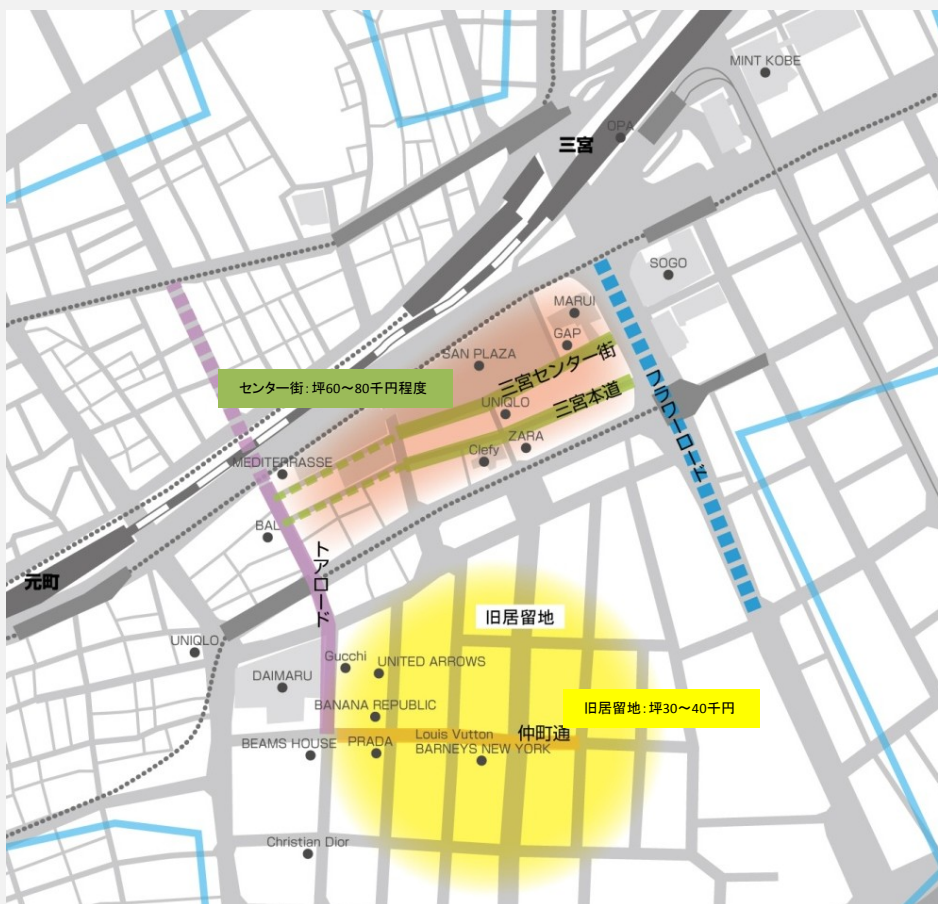 MINT KOBE
OPA
三宮
SOGO
MARUI
GAP
SAN PLAZA
三宮センター街
センター街：坪60～80千円程度
UNIQLO
三宮本道
フラワーロード
ZARA
Clefy
MEDITERRASSE
BAL
トアロード
元町
旧居留地
UNIQLO
Gucchi
UNITED ARROWS
DAIMARU
旧居留地：坪30～40千円
BANANA REPUBLIC
Louis Vutton
仲町通
BEAMS HOUSE
PRADA
BARNEYS NEW YORK
Christian Dior